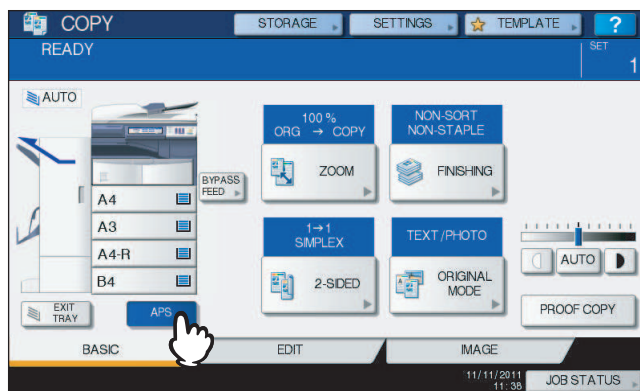 COPY
STORAGE
SETTINGS
TEMPLATE
?
READY
SET
1
AUTO
A4
A3
A4-R
B4
BYPASS
FEED
EXIT
TRAY
APS
100 %
ORG → COPY
ZOOM
NON-SORT
NON-STAPLE
FINISHING
1→1
SIMPLEX
2-SIDED
TEXT/PHOTO
ORIGINAL
MODE
AUTO
PROOF COPY
BASIC
EDIT
IMAGE
11/11/2011
11:38
JOB STATUS